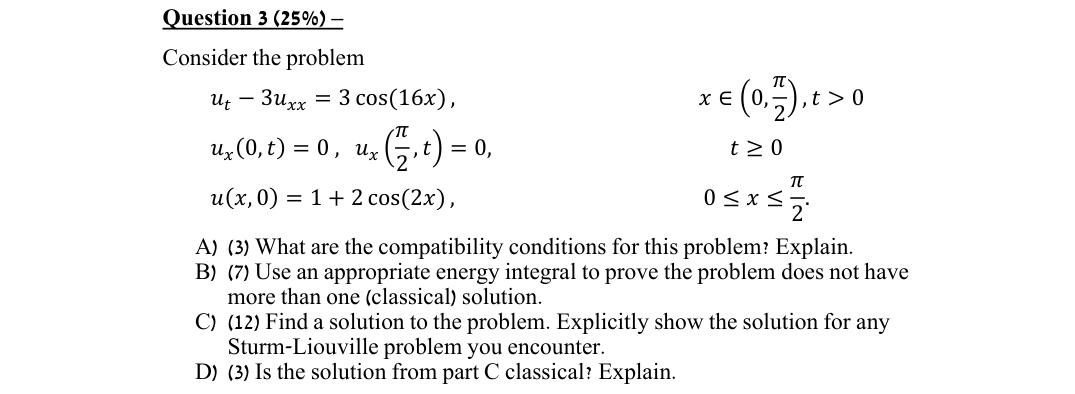 Question 3 (25%) –
Consider the problem
u_t − 3u_{xx} = 3 cos(16x), x ∈ (0, π/2), t > 0
u_x(0, t) = 0, u_x(π/2, t) = 0, t ≥ 0
u(x, 0) = 1 + 2 cos(2x), 0 ≤ x ≤ π/2.
A) (3) What are the compatibility conditions for this problem? Explain.
B) (7) Use an appropriate energy integral to prove the problem does not have
more than one (classical) solution.
C) (12) Find a solution to the problem. Explicitly show the solution for any
Sturm-Liouville problem you encounter.
D) (3) Is the solution from part C classical? Explain.